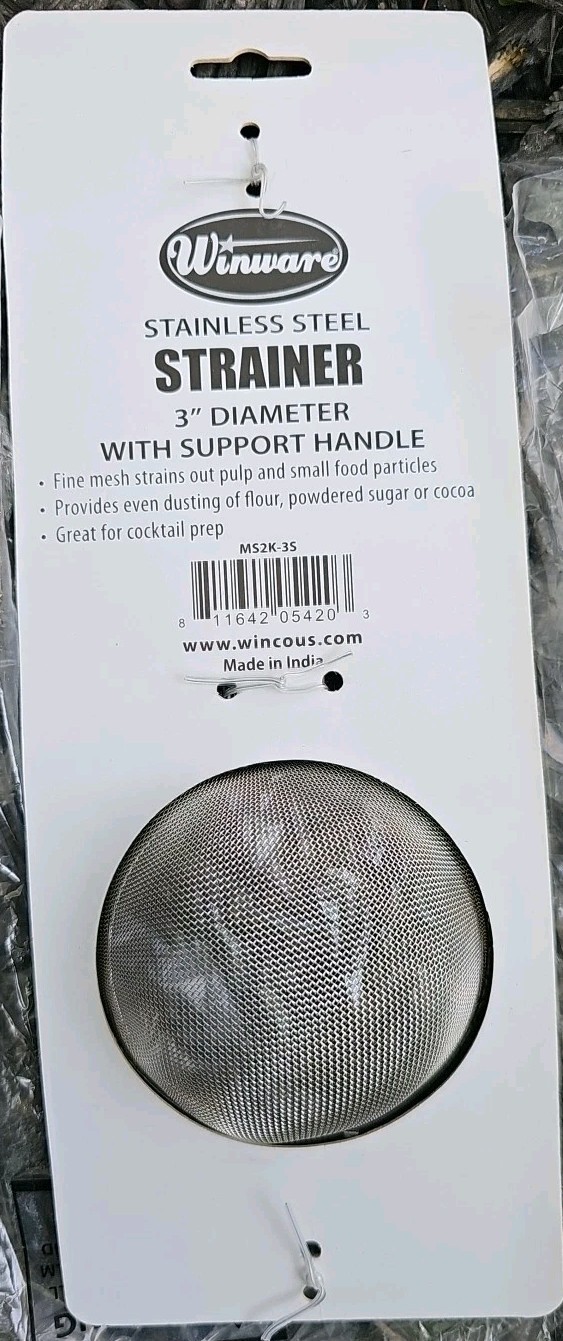 Winware
STAINLESS STEEL
STRAINER
3" DIAMETER
WITH SUPPORT HANDLE
• Fine mesh strains out pulp and small food particles
• Provides even dusting of flour, powdered sugar or cocoa
• Great for cocktail prep
MS2K-3S
8 11642 05420 3
www.wincous.com
Made in India